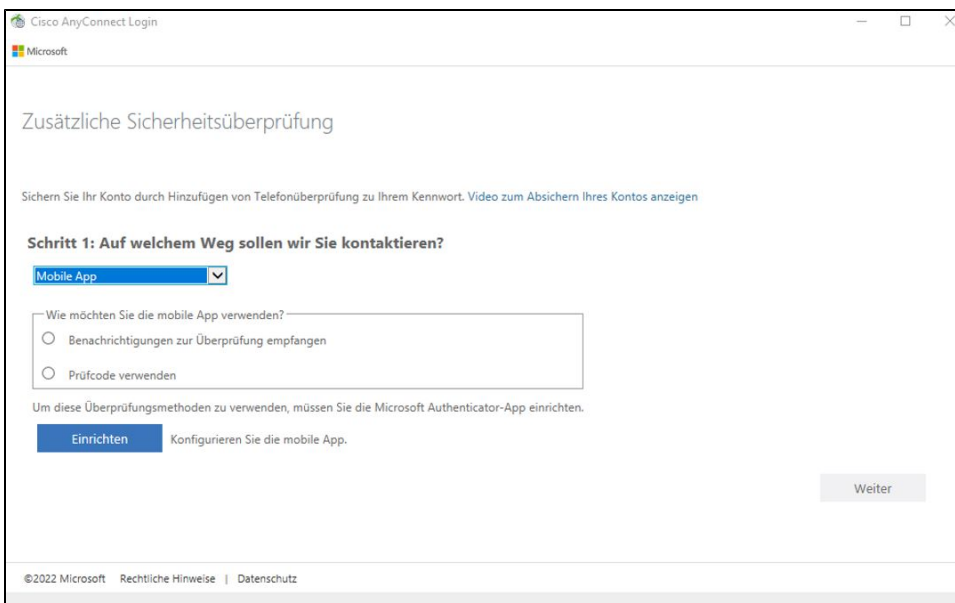 Cisco AnyConnect Login
Microsoft
Zusätzliche Sicherheitsüberprüfung
Sichern Sie Ihr Konto durch Hinzufügen von Telefonüberprüfung zu Ihrem Kennwort. Video zum Absichern Ihres Kontos anzeigen
Schritt 1: Auf welchem Weg sollen wir Sie kontaktieren?
Mobile App
Wie möchten Sie die mobile App verwenden?
Benachrichtigungen zur Überprüfung empfangen
Prüfcode verwenden
Um diese Überprüfungsmethoden zu verwenden, müssen Sie die Microsoft Authenticator-App einrichten.
Einrichten Konfigurieren Sie die mobile App.
Weiter
©2022 Microsoft Rechtliche Hinweise | Datenschutz